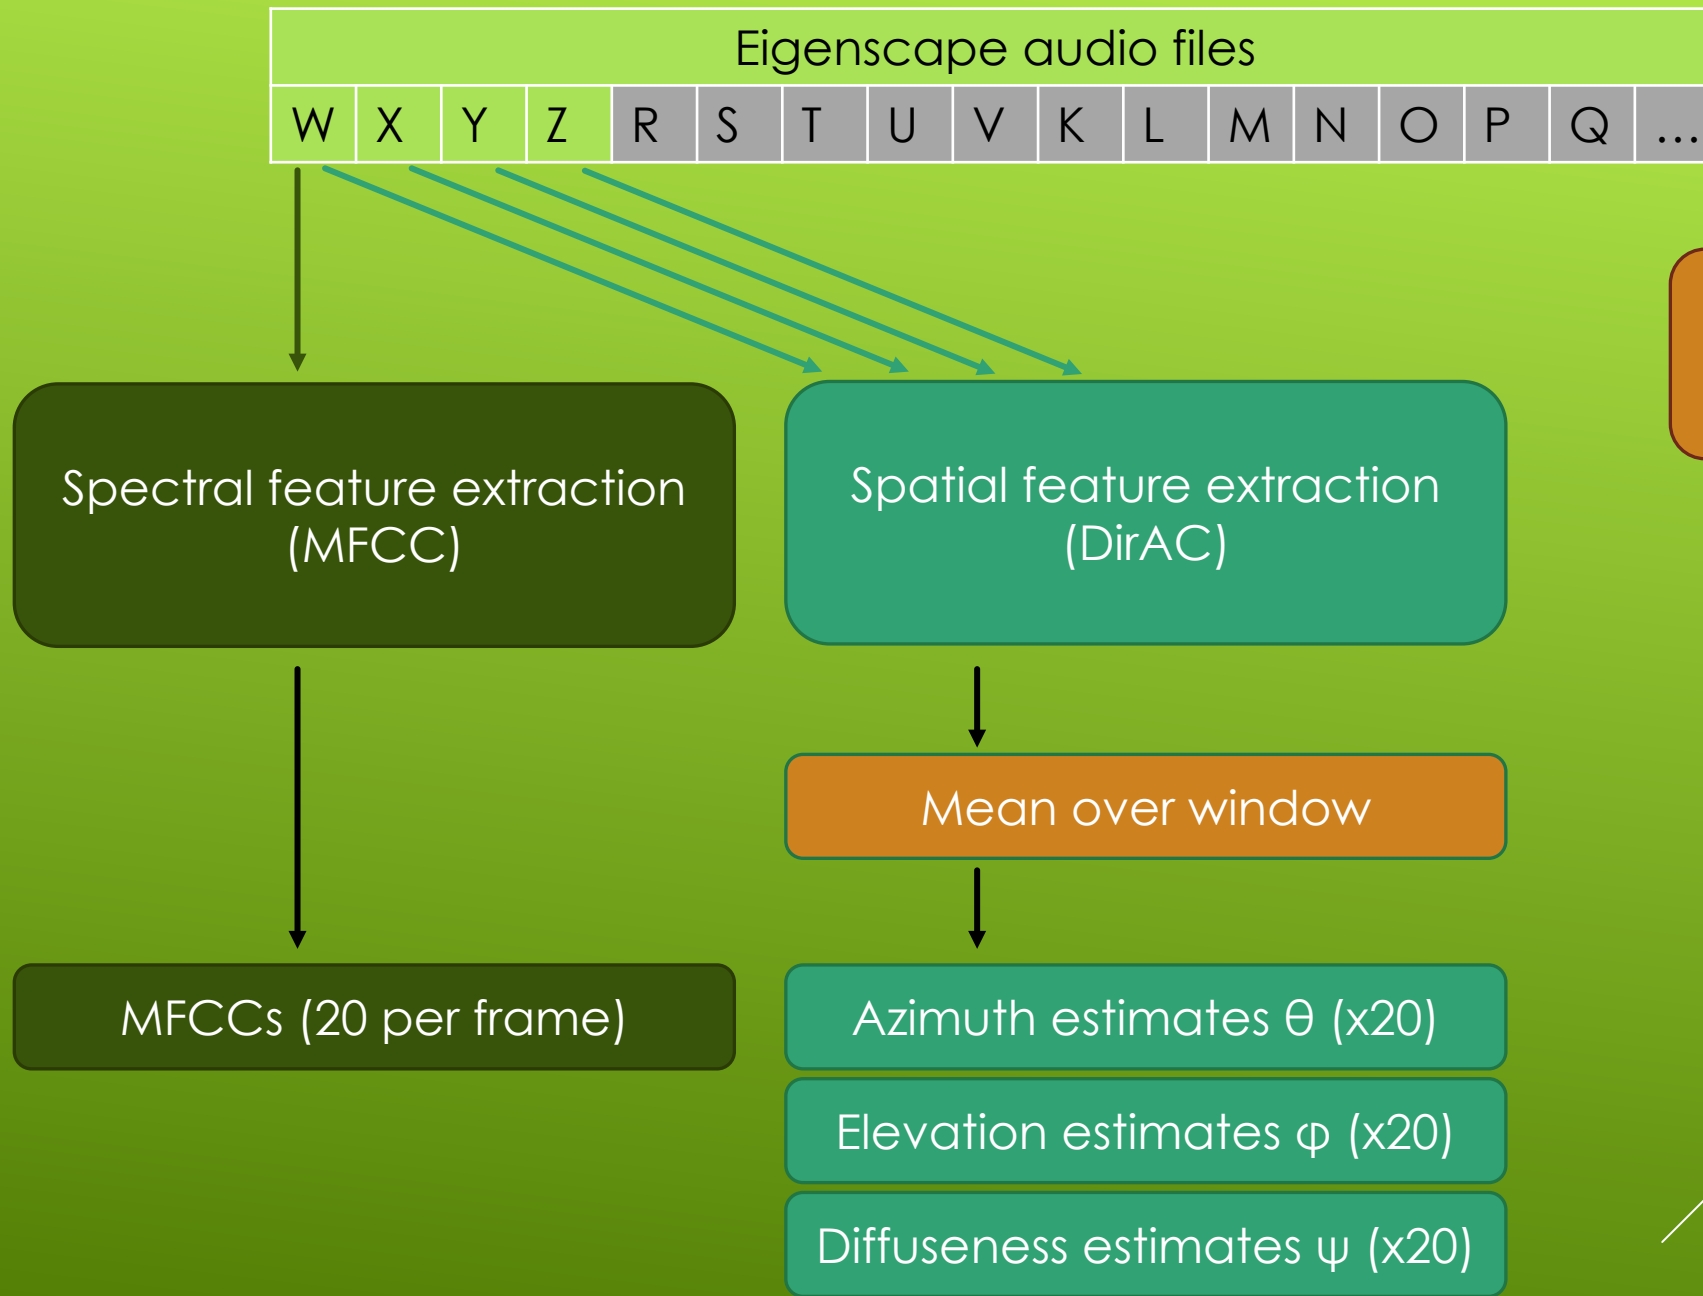 Eigenscape audio files
W X Y Z R S T U V K L M N O P Q ...
Spectral feature extraction
(MFCC)
Spatial feature extraction
(DirAC)
Mean over window
MFCCs (20 per frame)
Azimuth estimates θ (x20)
Elevation estimates φ (x20)
Diffuseness estimates ψ (x20)